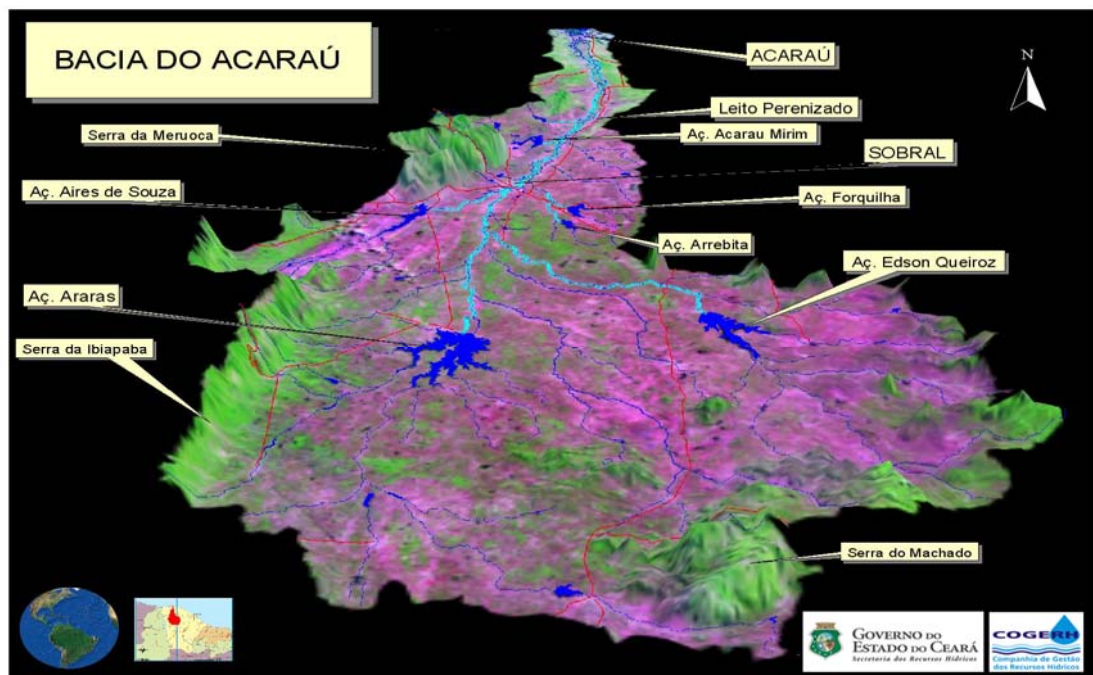 BACIA DO ACARAÚ
ACARAÚ
N
Leito Perenizado
Serra da Meruoca
Aç. Acarau Mirim
SOBRAL
Aç. Aires de Souza
Aç. Forquilha
Aç. Arrebita
Aç. Edson Queiroz
Aç. Araras
Serra da Ibiapaba
Serra do Machado
GOVERNO DO
ESTADO DO CEARÁ
Secretaria dos Recursos Hídricos
COGERH
Companhia de Gestão
dos Recursos Hídricos